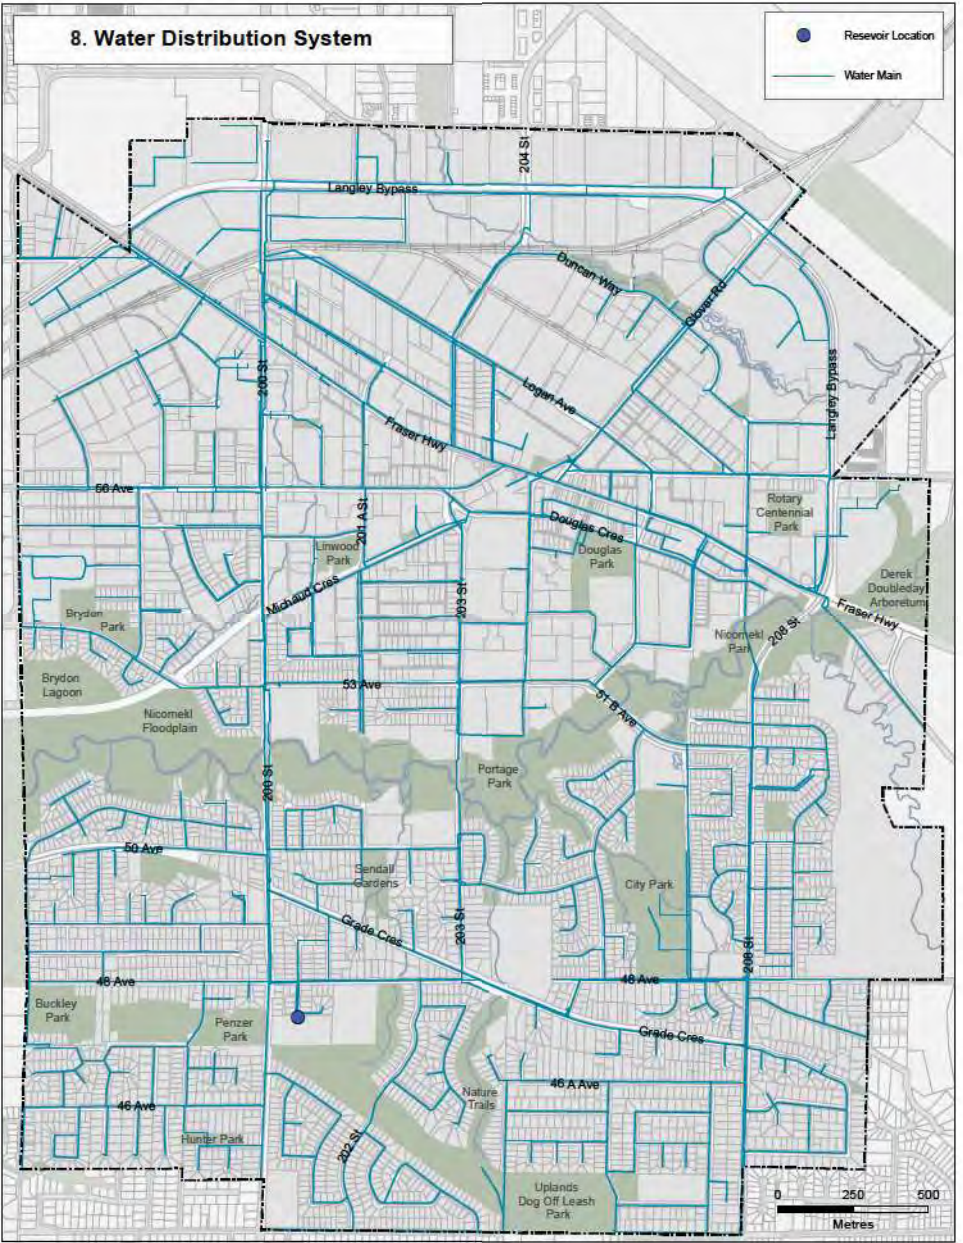 8. Water Distribution System
Resevoir Location
Water Main
204 St
Langley Bypass
Duncan Way
Glover Rd
200 St
Langley Bypass
Logan Ave
Fraser Hwy
56 Ave
201 A St
Rotary
Centennial
Park
Douglas Cres
Linwood
Park
Douglas
Park
Derek
Doubleday
Arboretum
Michaud Cres
203 St
Fraser Hwy
Brydon
Park
208 St
Nicomekl
Park
Brydon
Lagoon
53 Ave
51 B Ave
Nicomekl
Floodplain
200 St
Portage
Park
50 Ave
Sendall
Gardens
City Park
Grade Cres
203 St
208 St
48 Ave
48 Ave
Buckley
Park
Penzer
Park
Grade Cres
46 A Ave
Nature
Trails
46 Ave
Hunter Park
202 St
Uplands
Dog Off Leash
Park
0 250 500
Metres